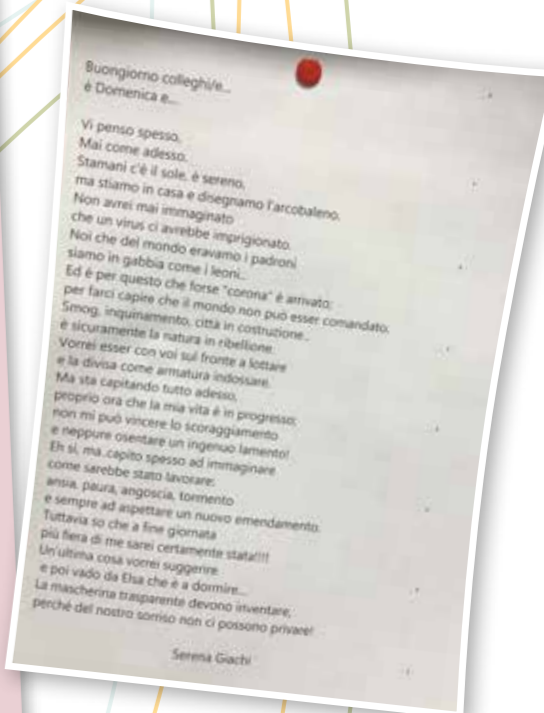 Buongiorno colleghi/e...
è Domenica e...
Vi penso spesso,
Mai come adesso.
Stamani c'è il sole, è sereno,
ma stiamo in casa e disegnamo l'arcobaleno.
Non avrei mai immaginato
che un virus ci avrebbe imprigionato.
Noi che del mondo eravamo i padroni
siamo in gabbia come i leoni...
Ed è per questo che forse "corona" è arrivato:
per farci capire che il mondo non può esser comandato.
Smog, inquinamento, città in costruzione...
è sicuramente la natura in ribellione.
Vorrei esser con voi sul fronte a lottare
e la divisa come armatura indossare.
Ma sta capitando tutto adesso,
proprio ora che la mia vita è in progresso;
non mi può vincere lo scoraggiamento
e neppure osentare un ingenuo lamento!
Eh sì, ma..capito spesso ad immaginare
come sarebbe stato lavorare;
ansia, paura, angoscia, tormento
e sempre ad aspettare un nuovo emendamento.
Tuttavia so che a fine giornata
più fiera di me sarei certamente stata!!!!
Un'ultima cosa vorrei suggerire
e poi vado da Elsa che è a dormire...
La mascherina trasparente devono inventare,
perché del nostro sorriso non ci possono privare!
Serena Giachi